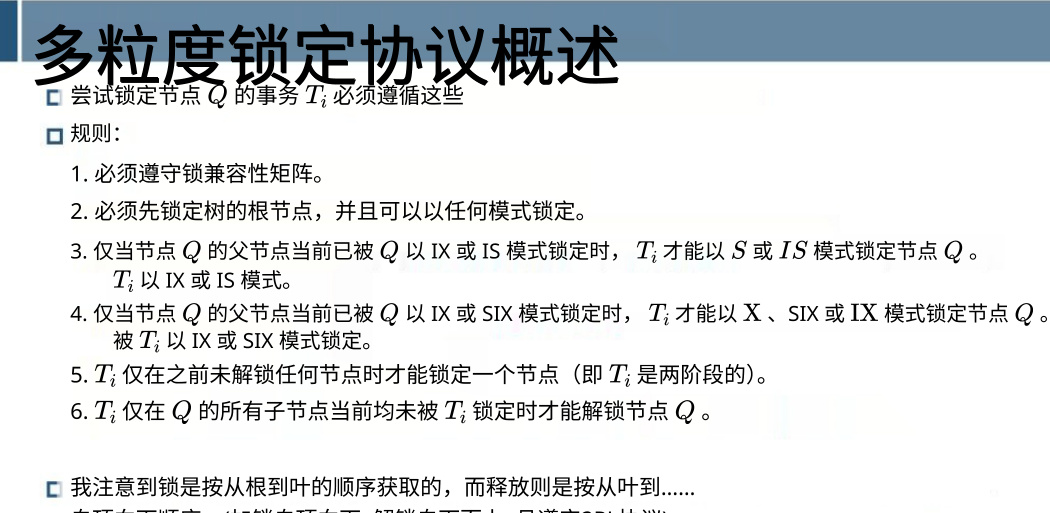 多粒度锁定协议概述
尝试锁定节点 Q 的事务 Ti 必须遵循这些
规则：
1. 必须遵守锁兼容性矩阵。
2. 必须先锁定树的根节点，并且可以以任何模式锁定。
3. 仅当节点 Q 的父节点当前已被 Q 以 IX 或 IS 模式锁定时， Ti 才能以 S 或 IS 模式锁定节点 Q 。
Ti 以 IX 或 IS 模式。
4. 仅当节点 Q 的父节点当前已被 Q 以 IX 或 SIX 模式锁定时， Ti 才能以 X 、SIX 或 IX 模式锁定节点 Q 。
被 Ti 以 IX 或 SIX 模式锁定。
5. Ti 仅在之前未解锁任何节点时才能锁定一个节点（即 Ti 是两阶段的）。
6. Ti 仅在 Q 的所有子节点当前均未被 Ti 锁定时才能解锁节点 Q 。
我注意到锁是按从根到叶的顺序获取的，而释放则是按从叶到......